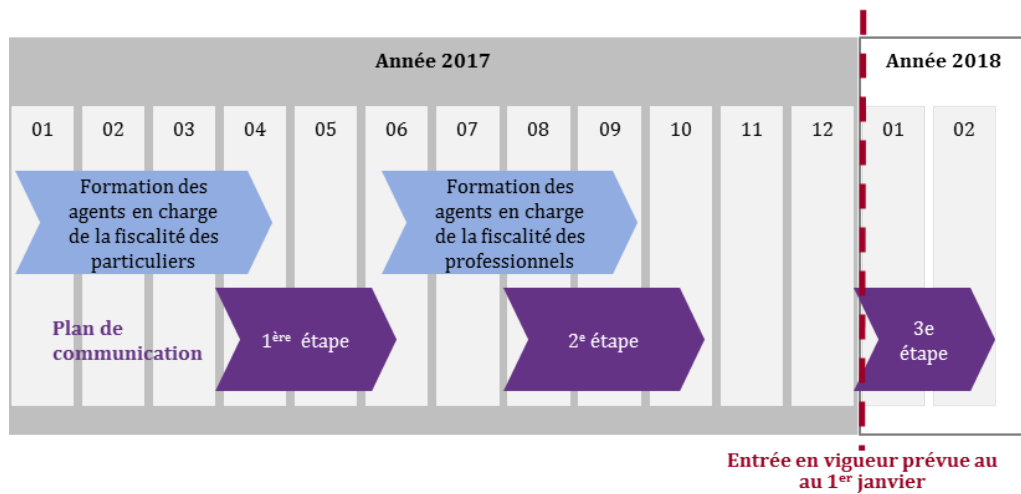 Année 2017
Année 2018
01 02 03 04 05 06 07 08 09 10 11 12 01 02
Formation des
agents en charge
de la fiscalité des
particuliers
Formation des
agents en charge
de la fiscalité des
professionnels
Plan de
communication
1ère étape
2e étape
3e
étape
Entrée en vigueur prévue au
au 1er janvier